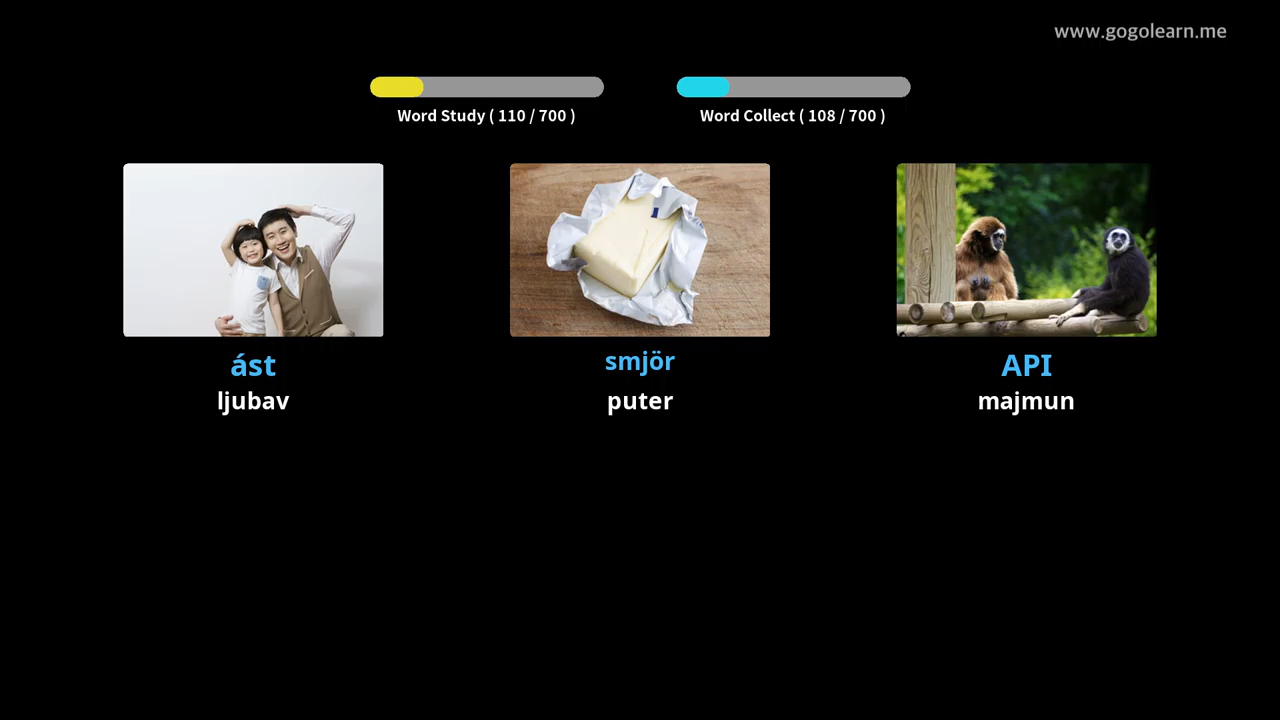 www.gogolearn.me
Word Study ( 110 / 700 )
Word Collect ( 108 / 700 )
ást
smjör
API
ljubav
puter
majmun